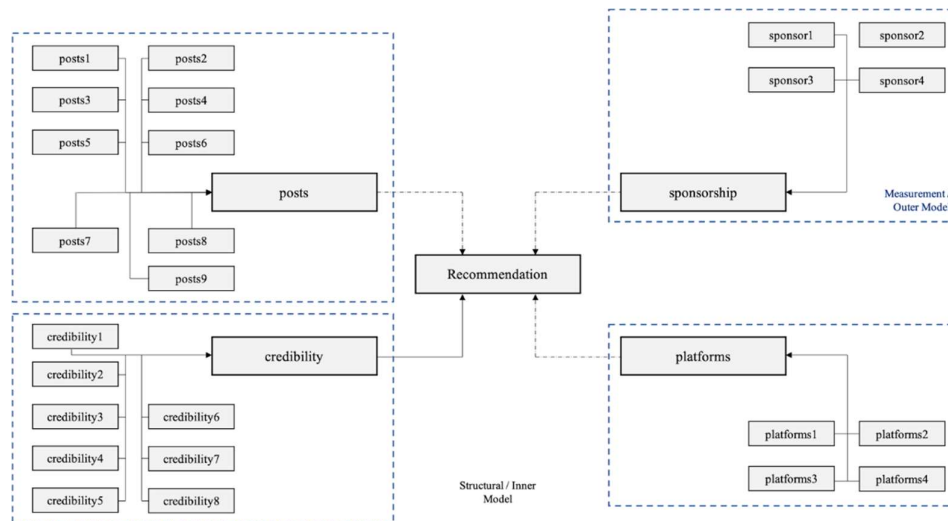 posts1
posts2
posts3
posts4
posts5
posts6
posts
posts7
posts8
posts9
sponsor1
sponsor2
sponsor3
sponsor4
sponsorship
Measurement /
Outer Model
Recommendation
credibility1
credibility
credibility2
credibility3
credibility6
credibility4
credibility7
credibility5
credibility8
Structural / Inner
Model
platforms
platforms1
platforms2
platforms3
platforms4